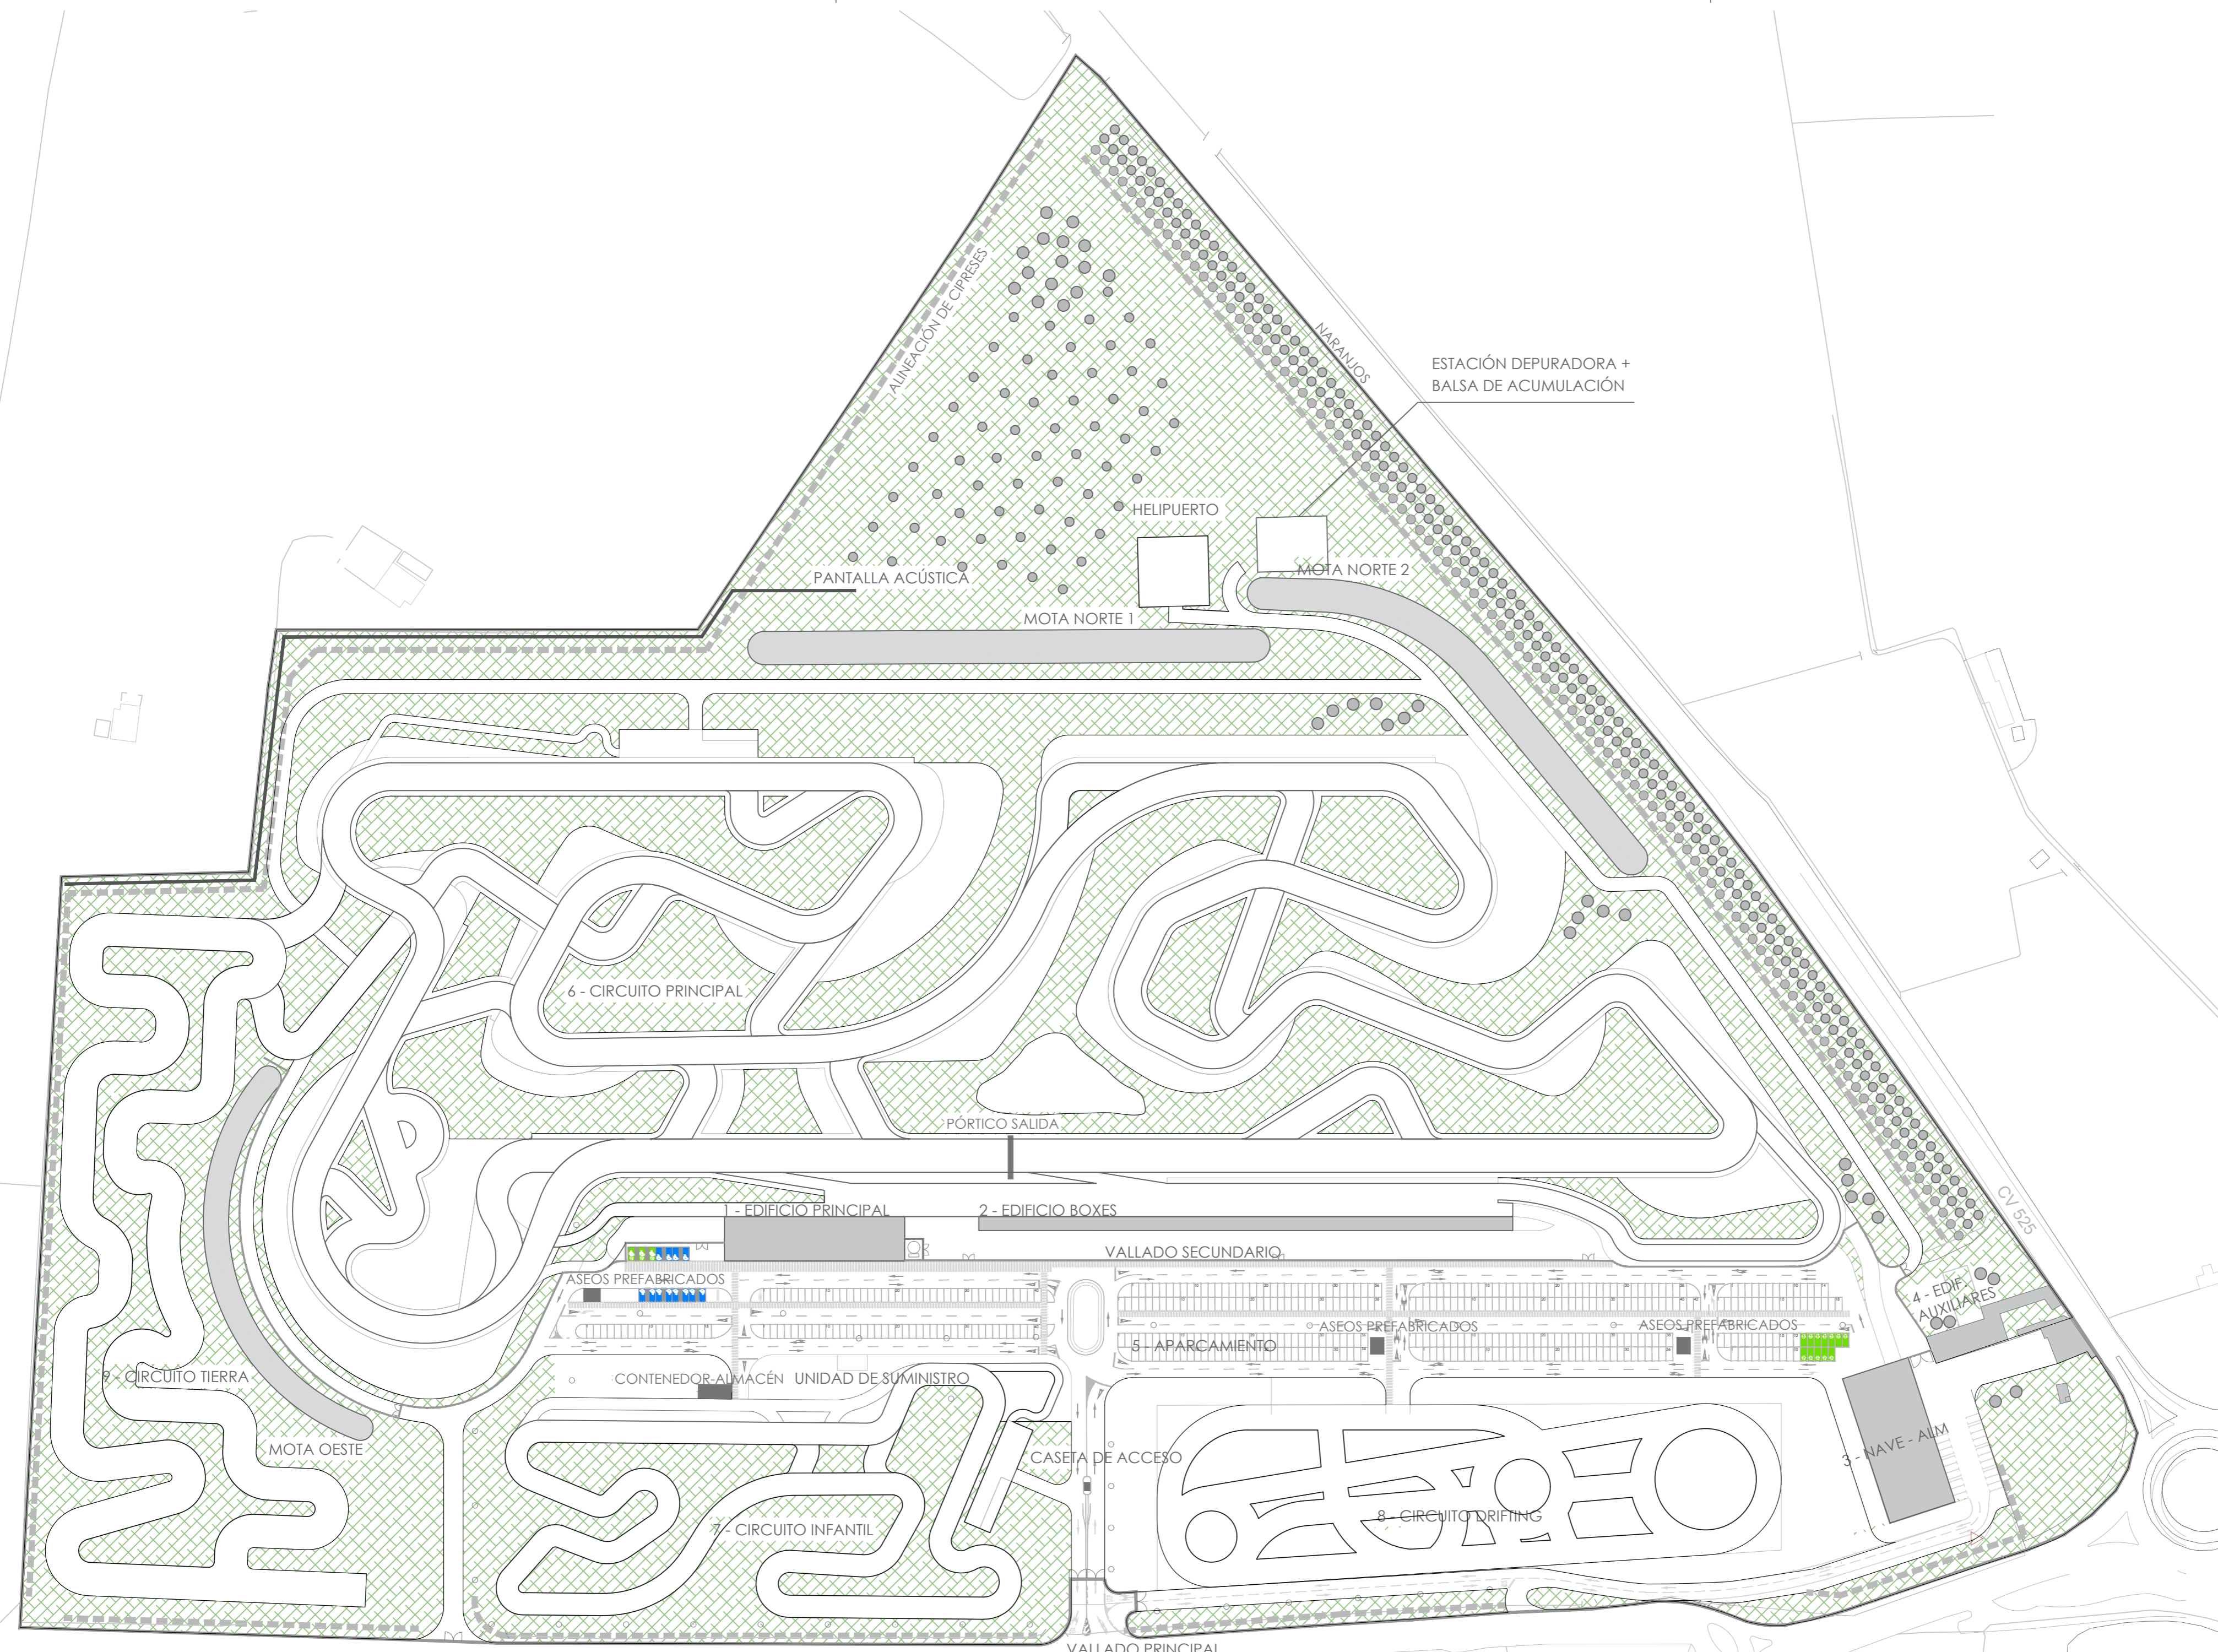 ALINEACIÓN DE CIPRESES
NARANJOS
ESTACIÓN DEPURADORA +
BALSA DE ACUMULACIÓN
HELIPUERTO
MOTA NORTE 2
PANTALLA ACÚSTICA
MOTA NORTE 1
6 - CIRCUITO PRINCIPAL
PÓRTICO SALIDA
1 - EDIFICIO PRINCIPAL
2 - EDIFICIO BOXES
CV 525
VALLADO SECUNDARIO
ASEOS PREFABRICADOS
4 - EDIF.
AUXILIARES
ASEOS PREFABRICADOS
ASEOS PREFABRICADOS
5 - APARCAMIENTO
9 - CIRCUITO TIERRA
CONTENEDOR-ALMACÉN
UNIDAD DE SUMINISTRO
MOTA OESTE
CASETA DE ACCESO
3 - NAVE - ALM
8 - CIRCUITO DRIFTING
7 - CIRCUITO INFANTIL
VALLADO PRINCIPAL